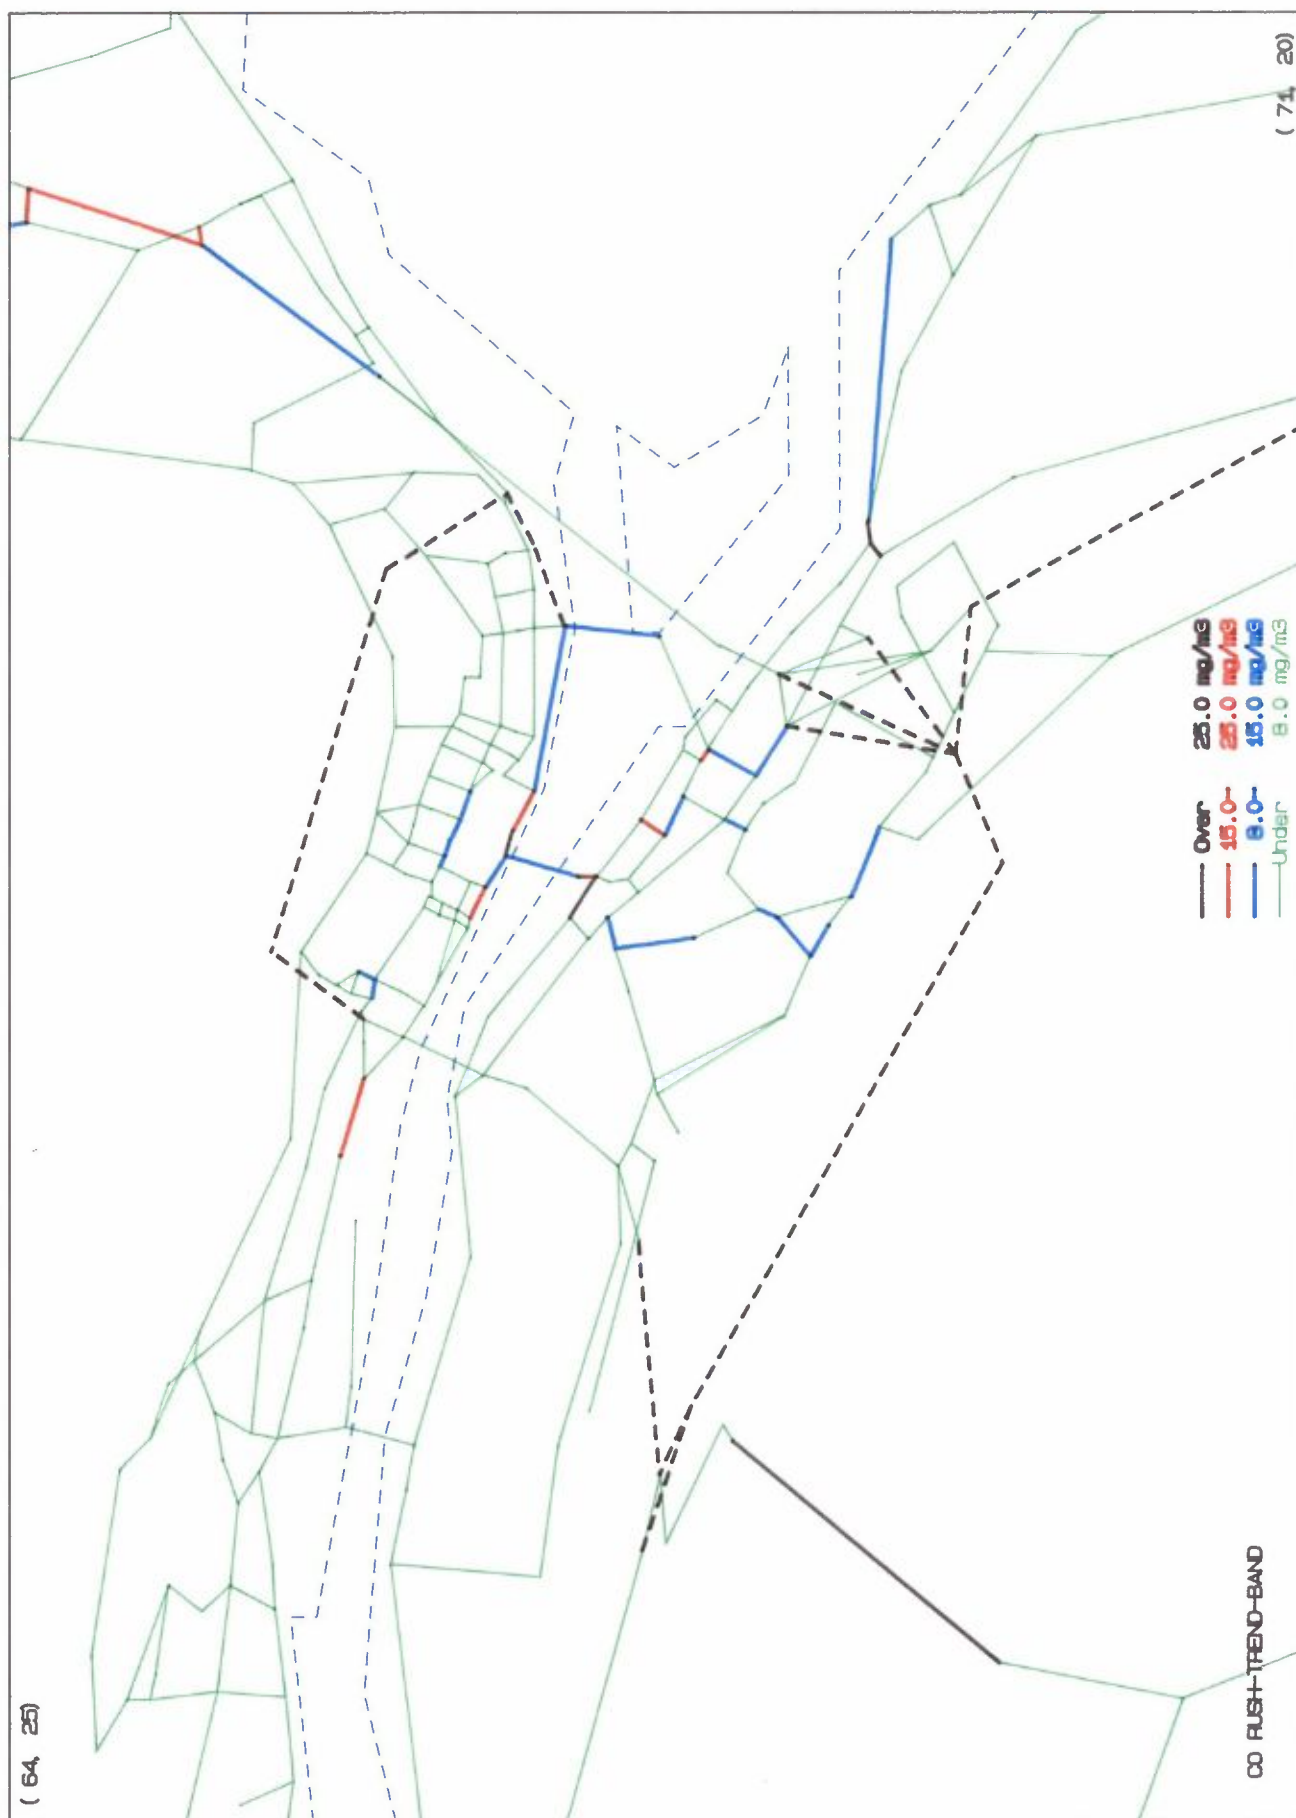 ( 64, 25)
( 71, 20)
CO RUSH-TREND-BAND
Over 25.0 mg/m3
15.0- 25.0 mg/m3
8.0- 15.0 mg/m3
Under 8.0 mg/m3